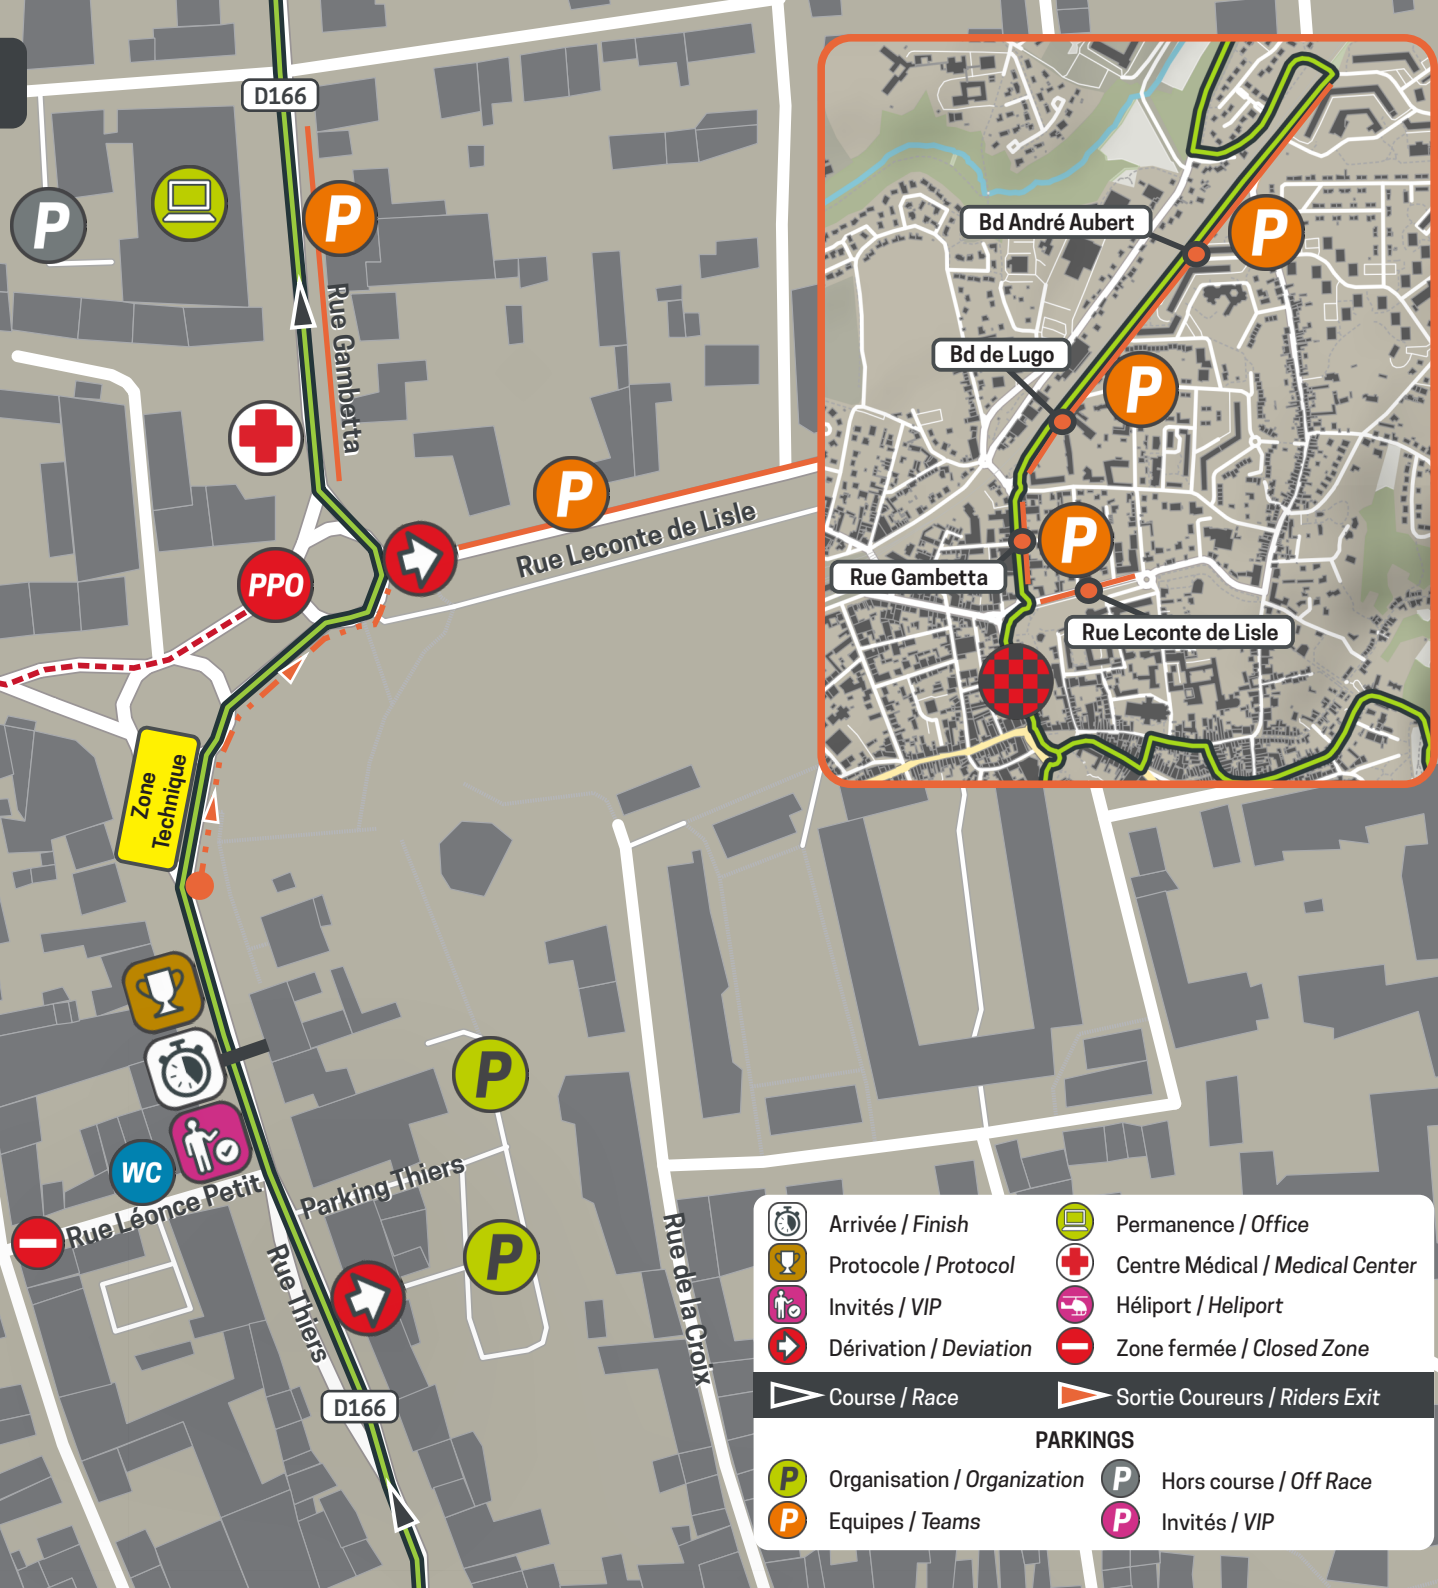 D166
P
P
Rue Gambetta
P
Rue Leconte de Lisle
PPO
Zone
Technique
P
WC
Rue Léonce Petit
Parking Thiers
P
Rue Thiers
Rue de la Croix
D166
Bd André Aubert
P
Bd de Lugo
P
P
Rue Gambetta
Rue Leconte de Lisle
Arrivée / Finish
Permanence / Office
Protocole / Protocol
Centre Médical / Medical Center
Invités / VIP
Héliport / Heliport
Dérivation / Deviation
Zone fermée / Closed Zone
Course / Race
Sortie Coureurs / Riders Exit
PARKINGS
P Organisation / Organization
P Hors course / Off Race
P Equipes / Teams
P Invités / VIP